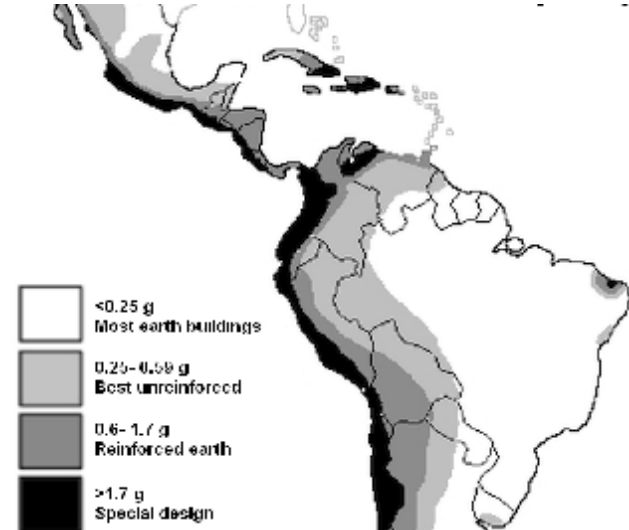 <0.25 g
Most earth buildings
0.25-0.59 g
Best unreinforced
0.6-1.7 g
Reinforced earth
>1.7 g
Special design